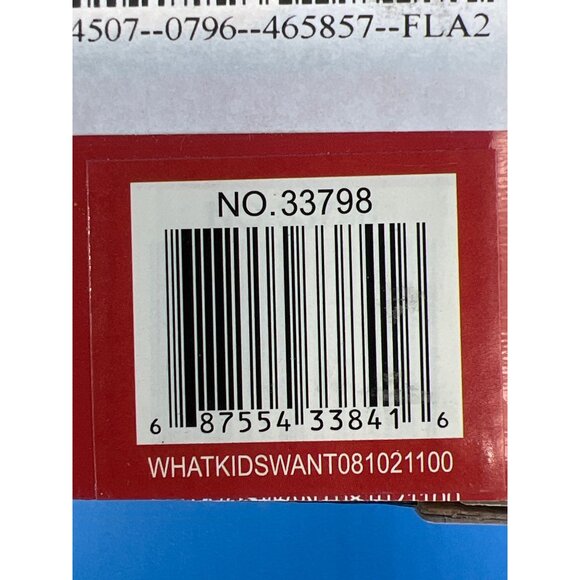 4507--0796--465857--FLA2
NO.33798
6 87554 33841 6
WHATKIDSWANT081021100